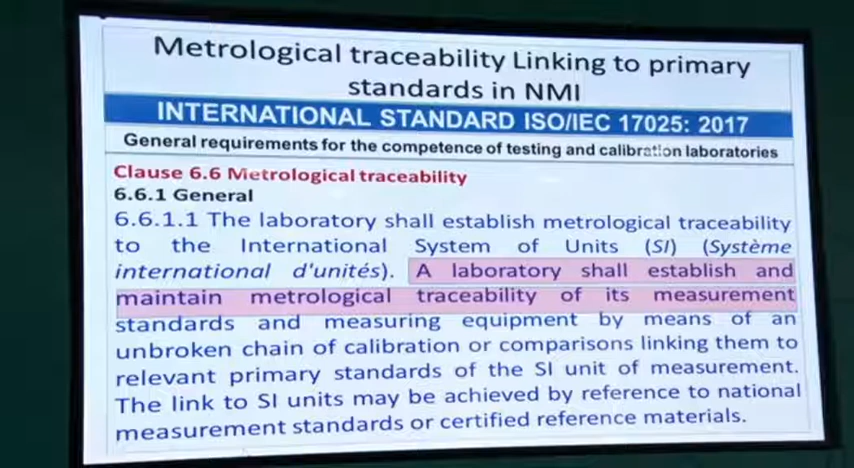 Metrological traceability Linking to primary
standards in NMI
INTERNATIONAL STANDARD ISO/IEC 17025: 2017
General requirements for the competence of testing and calibration laboratories
Clause 6.6 Metrological traceability
6.6.1 General
6.6.1.1 The laboratory shall establish metrological traceability
to the International System of Units (SI) (Système
international d'unités). A laboratory shall establish and
maintain metrological traceability of its measurement
standards and measuring equipment by means of an
unbroken chain of calibration or comparisons linking them to
relevant primary standards of the SI unit of measurement.
The link to SI units may be achieved by reference to national
measurement standards or certified reference materials.